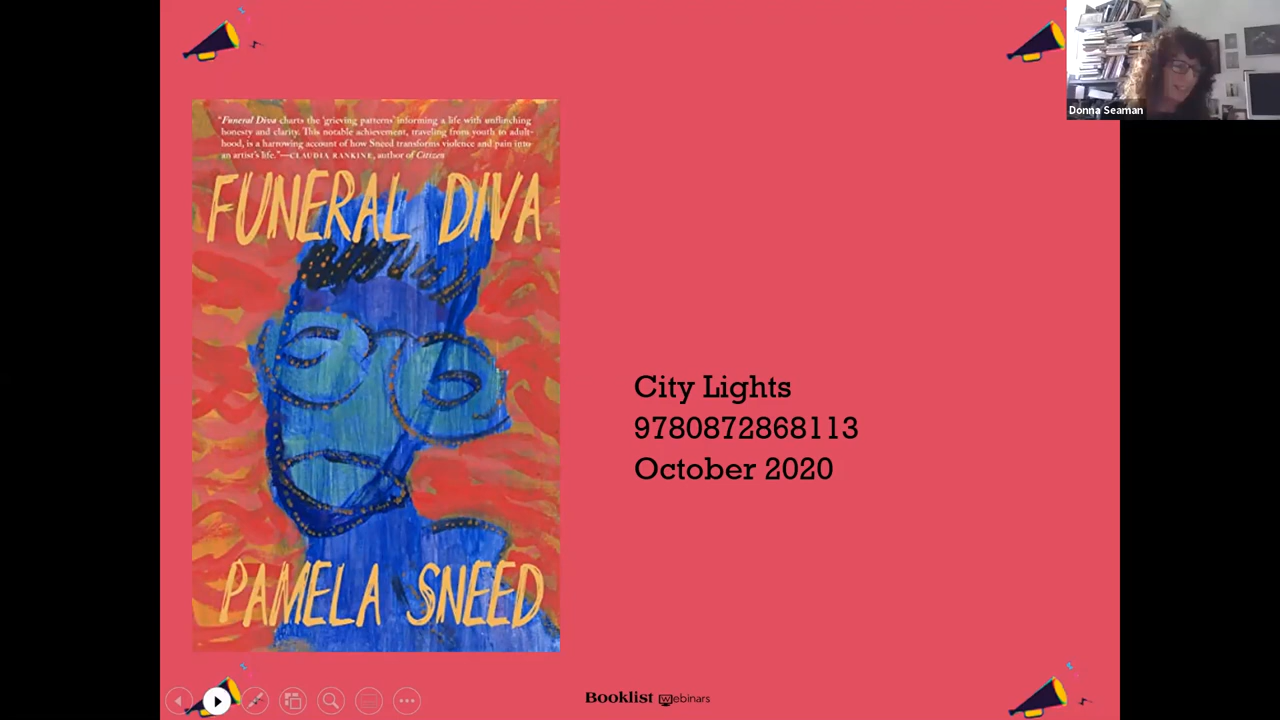 Donna Seaman
"Funeral Diva charts the 'grieving patterns' informing a life with unflinching
honesty and clarity. This notable achievement, traveling from youth to adult-
hood, is a harrowing account of how Sneed transforms violence and pain into
an artist's life."—CLAUDIA RANKINE, author of Citizen
FUNERAL DIVA
PAMELA SNEED
City Lights
9780872868113
October 2020
Booklist Webinars